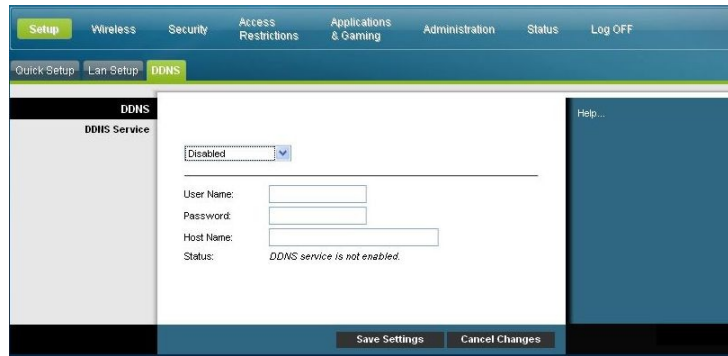 Setup Wireless Security Access Restrictions Applications & Gaming Administration Status Log OFF
Quick Setup Lan Setup DDNS
DDNS
Help...
DDNS Service
Disabled
User Name:
Password:
Host Name:
Status: DDNS service is not enabled.
Save Settings Cancel Changes